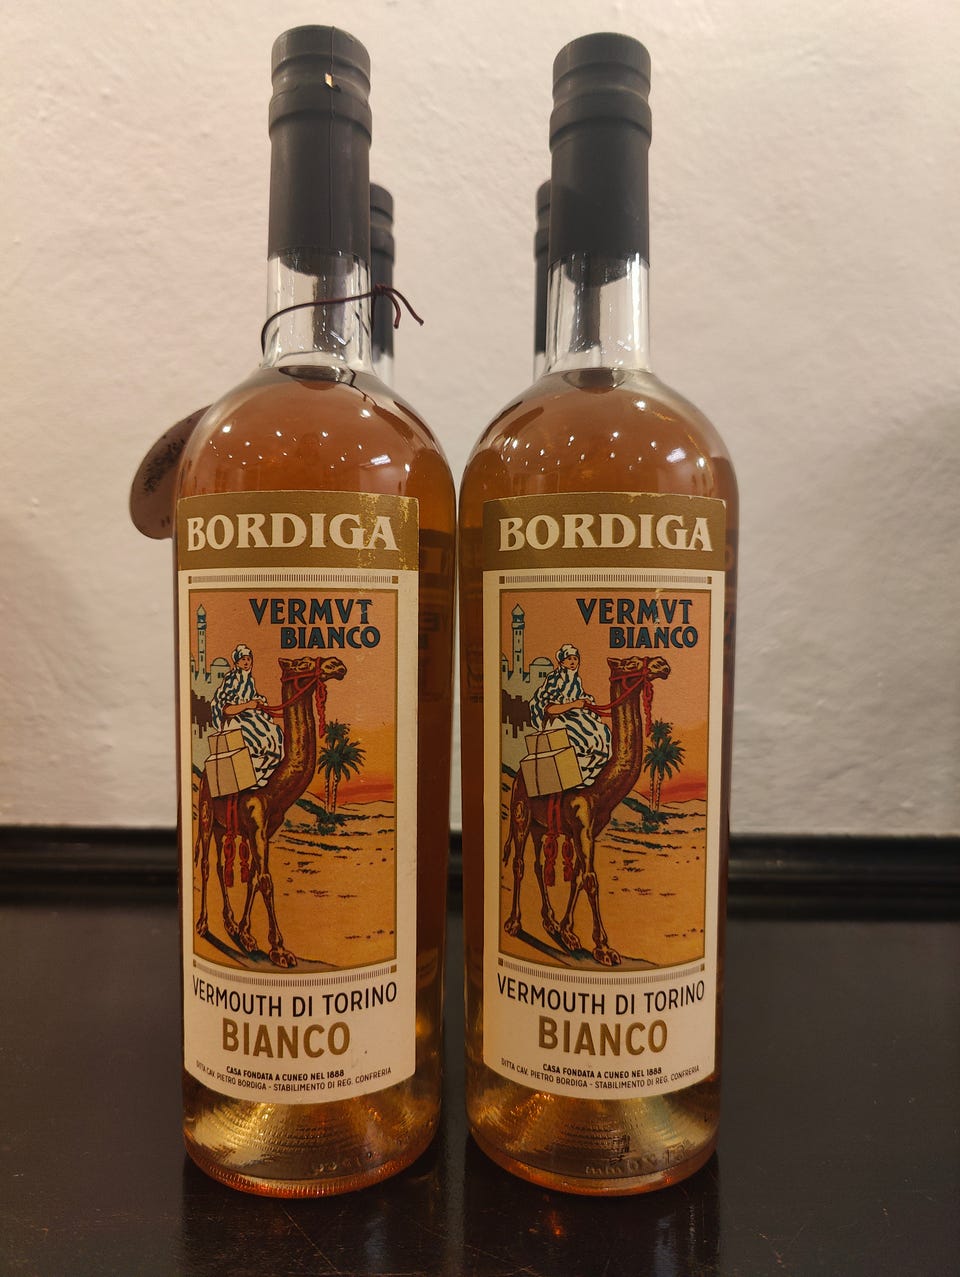 BORDIGA
VERMVT
BIANCO
VERMOUTH DI TORINO
BIANCO
CASA FONDATA A CUNEO NEL 1888
DITTA CAV. PIETRO BORDIGA - STABILIMENTO DI REG. CONFRERIA
BORDIGA
VERMVT
BIANCO
VERMOUTH DI TORINO
BIANCO
CASA FONDATA A CUNEO NEL 1888
DITTA CAV. PIETRO BORDIGA - STABILIMENTO DI REG. CONFRERIA